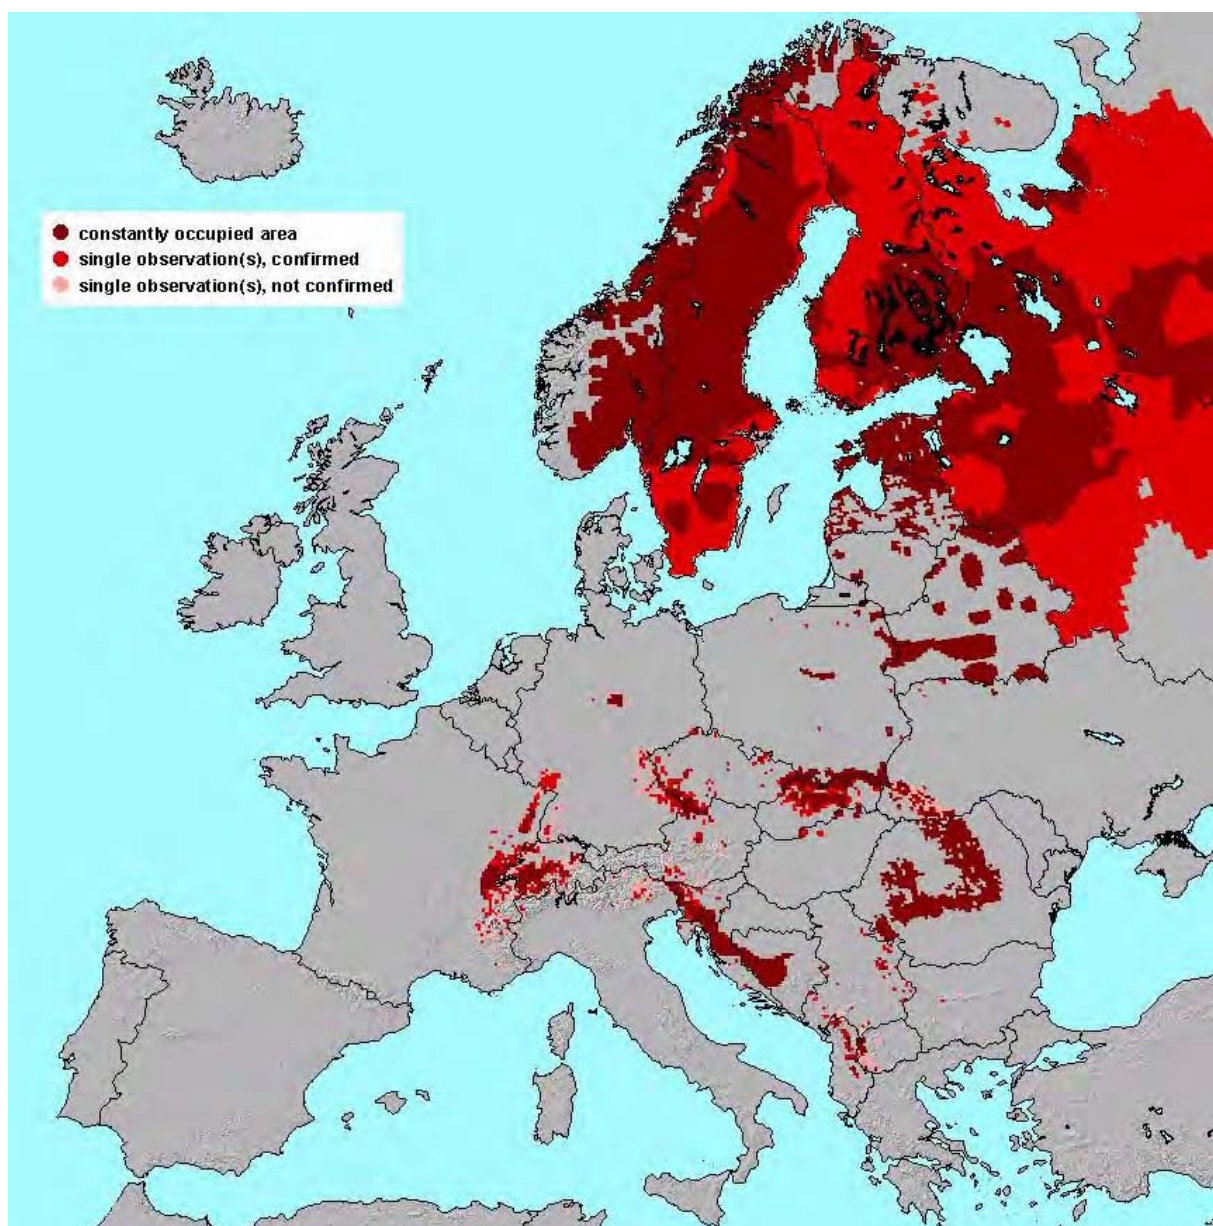 constantly occupied area
single observation(s), confirmed
single observation(s), not confirmed